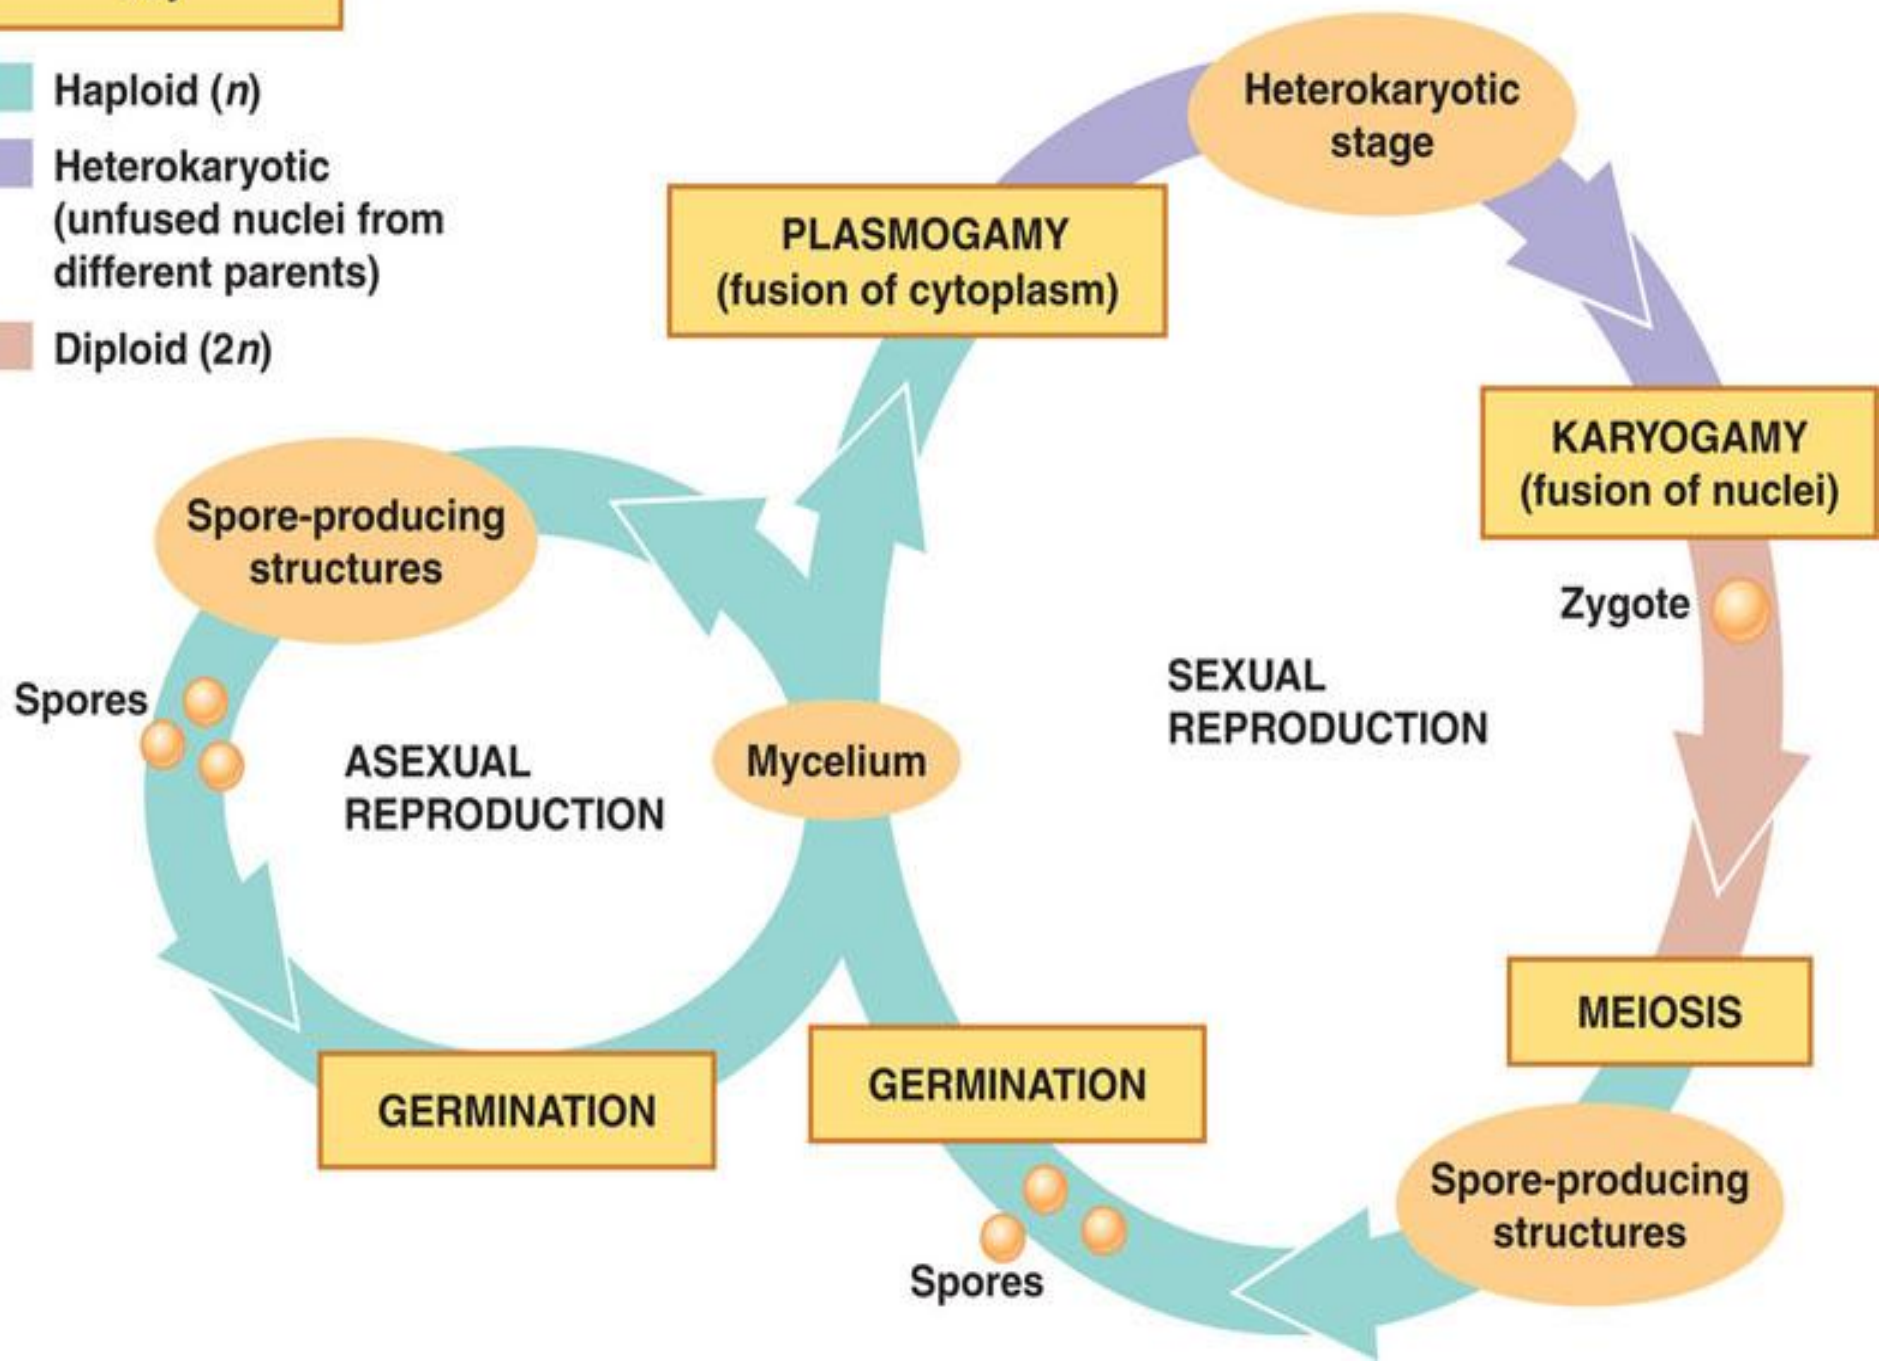 Haploid (n)
Heterokaryotic
(unfused nuclei from
different parents)
Diploid (2n)
Heterokaryotic
stage
PLASMOGAMY
(fusion of cytoplasm)
KARYOGAMY
(fusion of nuclei)
Spore-producing
structures
Zygote
Spores
SEXUAL
REPRODUCTION
ASEXUAL
REPRODUCTION
Mycelium
MEIOSIS
GERMINATION
GERMINATION
Spore-producing
structures
Spores